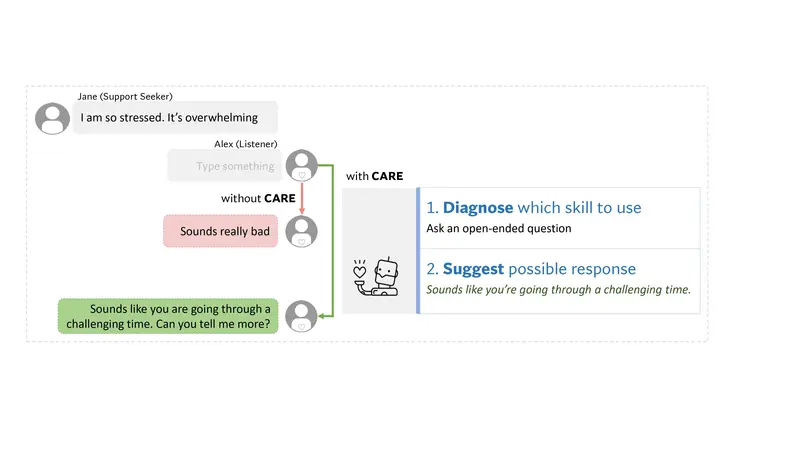 Jane (Support Seeker)
I am so stressed. It's overwhelming
Alex (Listener)
Type something
without CARE
Sounds really bad
Sounds like you are going through a
challenging time. Can you tell me more?
with CARE
1. Diagnose which skill to use
Ask an open-ended question
2. Suggest possible response
Sounds like you're going through a challenging time.